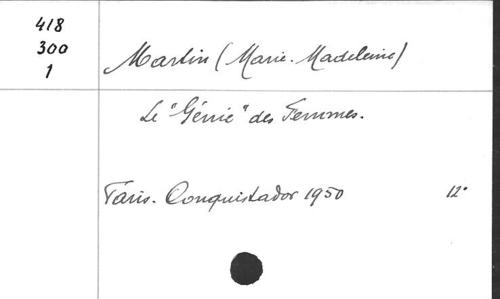 418
300
1
Martin (Marie-Madeleine)
Le "Génie" des Femmes.
Paris. Conquistador 1950 12°